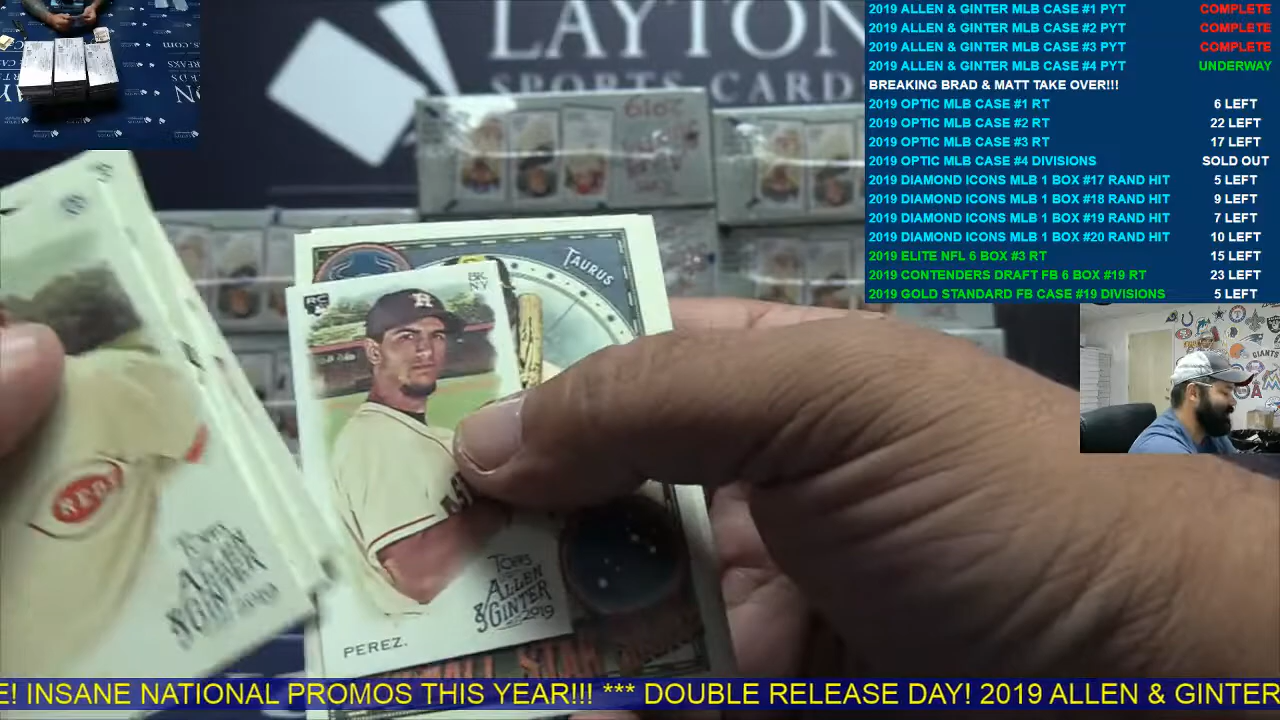 LAYTON
SPORTS CARDS
2019
TAURUS
RC
BK
NY
H
REDS
TOPPS
ALLEN
& GINTER
2019
TOPPS
ALLEN
& GINTER
2019
PEREZ.
2019 ALLEN & GINTER MLB CASE #1 PYT COMPLETE
2019 ALLEN & GINTER MLB CASE #2 PYT COMPLETE
2019 ALLEN & GINTER MLB CASE #3 PYT COMPLETE
2019 ALLEN & GINTER MLB CASE #4 PYT UNDERWAY
BREAKING BRAD & MATT TAKE OVER!!!
2019 OPTIC MLB CASE #1 RT 6 LEFT
2019 OPTIC MLB CASE #2 RT 22 LEFT
2019 OPTIC MLB CASE #3 RT 17 LEFT
2019 OPTIC MLB CASE #4 DIVISIONS SOLD OUT
2019 DIAMOND ICONS MLB 1 BOX #17 RAND HIT 5 LEFT
2019 DIAMOND ICONS MLB 1 BOX #18 RAND HIT 9 LEFT
2019 DIAMOND ICONS MLB 1 BOX #19 RAND HIT 7 LEFT
2019 DIAMOND ICONS MLB 1 BOX #20 RAND HIT 10 LEFT
2019 ELITE NFL 6 BOX #3 RT 15 LEFT
2019 CONTENDERS DRAFT FB 6 BOX #19 RT 23 LEFT
2019 GOLD STANDARD FB CASE #19 DIVISIONS 5 LEFT
E! INSANE NATIONAL PROMOS THIS YEAR!!! *** DOUBLE RELEASE DAY! 2019 ALLEN & GINTER